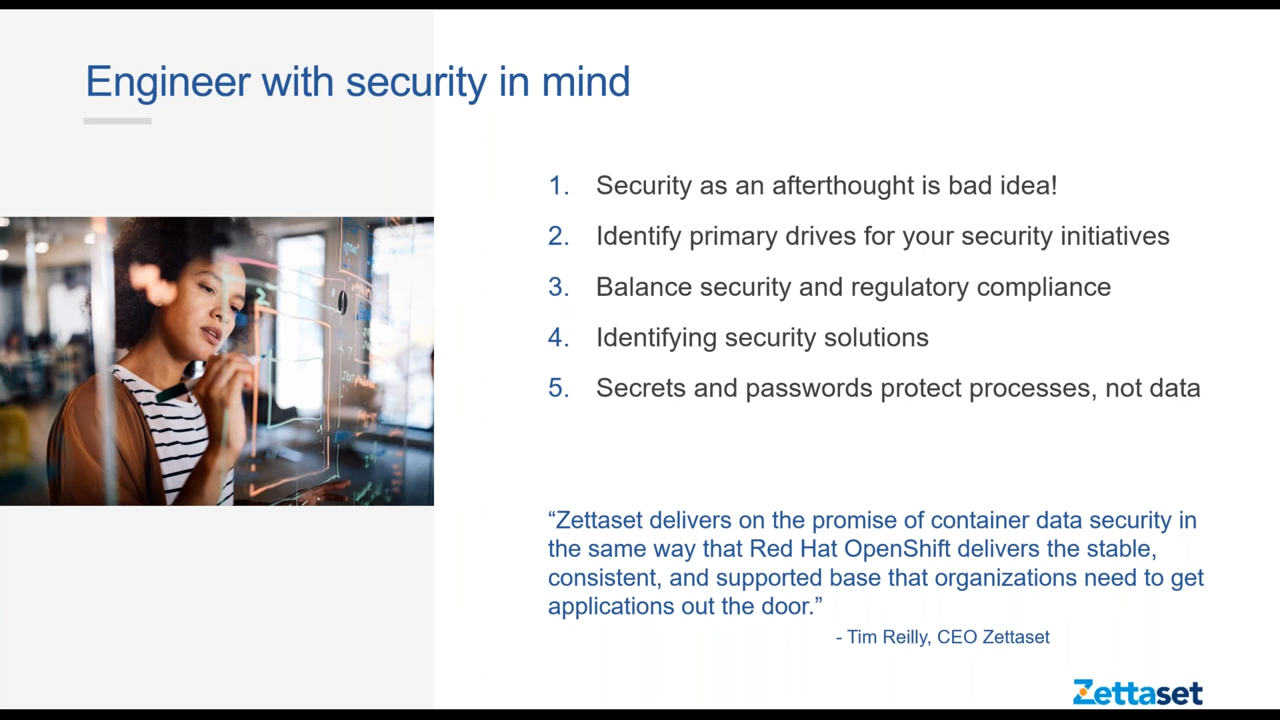 Engineer with security in mind
1. Security as an afterthought is bad idea!
2. Identify primary drives for your security initiatives
3. Balance security and regulatory compliance
4. Identifying security solutions
5. Secrets and passwords protect processes, not data
“Zettaset delivers on the promise of container data security in
the same way that Red Hat OpenShift delivers the stable,
consistent, and supported base that organizations need to get
applications out the door.”
- Tim Reilly, CEO Zettaset
Zettaset